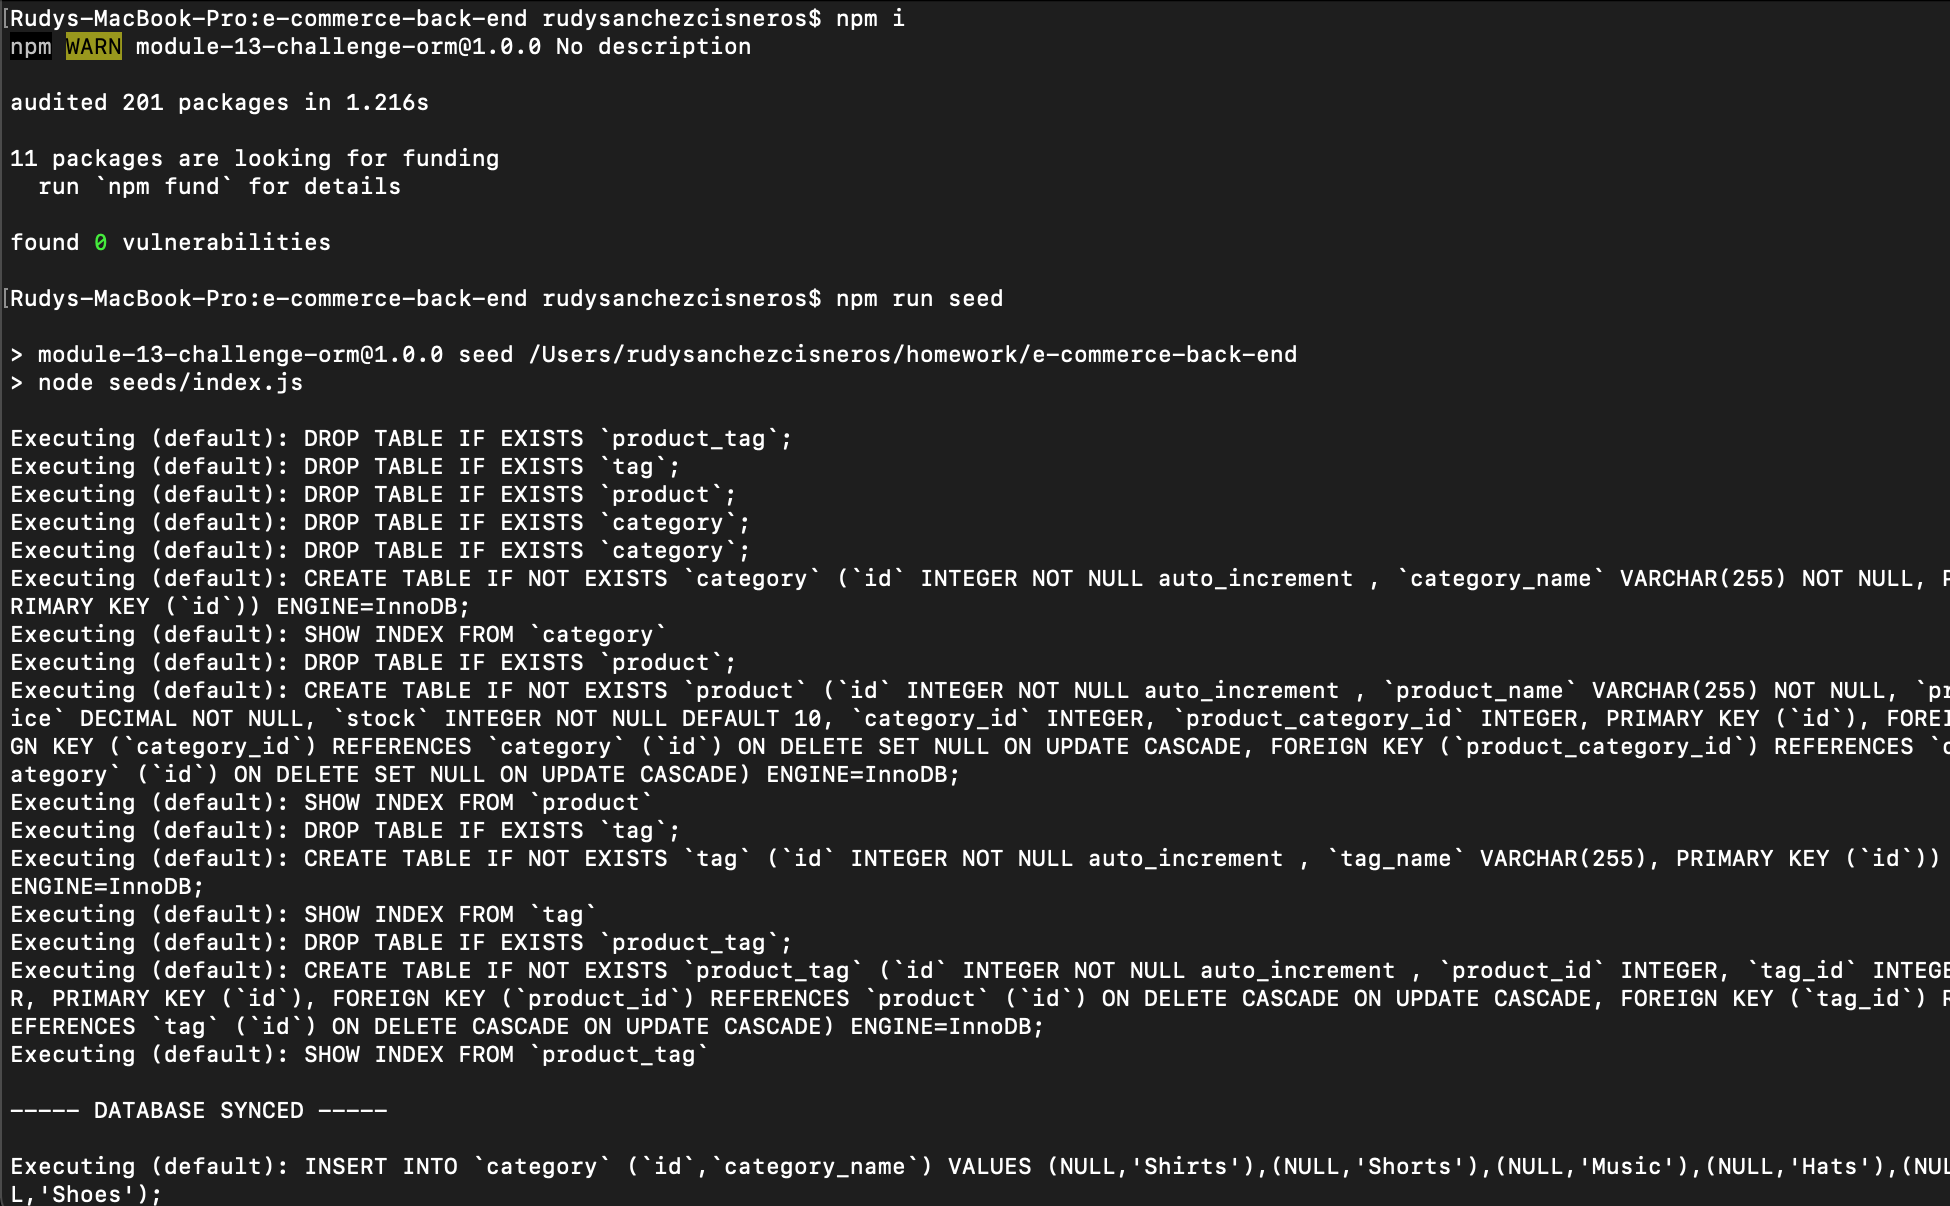 [Rudys-MacBook-Pro:e-commerce-back-end rudysanchezcisneros$ npm i
npm WARN module-13-challenge-orm@1.0.0 No description
audited 201 packages in 1.216s
11 packages are looking for funding
  run `npm fund` for details
found 0 vulnerabilities
[Rudys-MacBook-Pro:e-commerce-back-end rudysanchezcisneros$ npm run seed
> module-13-challenge-orm@1.0.0 seed /Users/rudysanchezcisneros/homework/e-commerce-back-end
> node seeds/index.js
Executing (default): DROP TABLE IF EXISTS `product_tag`;
Executing (default): DROP TABLE IF EXISTS `tag`;
Executing (default): DROP TABLE IF EXISTS `product`;
Executing (default): DROP TABLE IF EXISTS `category`;
Executing (default): DROP TABLE IF EXISTS `category`;
Executing (default): CREATE TABLE IF NOT EXISTS `category` (`id` INTEGER NOT NULL auto_increment , `category_name` VARCHAR(255) NOT NULL, P
RIMARY KEY (`id`)) ENGINE=InnoDB;
Executing (default): SHOW INDEX FROM `category`
Executing (default): DROP TABLE IF EXISTS `product`;
Executing (default): CREATE TABLE IF NOT EXISTS `product` (`id` INTEGER NOT NULL auto_increment , `product_name` VARCHAR(255) NOT NULL, `pr
ice` DECIMAL NOT NULL, `stock` INTEGER NOT NULL DEFAULT 10, `category_id` INTEGER, `product_category_id` INTEGER, PRIMARY KEY (`id`), FOREI
GN KEY (`category_id`) REFERENCES `category` (`id`) ON DELETE SET NULL ON UPDATE CASCADE, FOREIGN KEY (`product_category_id`) REFERENCES `c
ategory` (`id`) ON DELETE SET NULL ON UPDATE CASCADE) ENGINE=InnoDB;
Executing (default): SHOW INDEX FROM `product`
Executing (default): DROP TABLE IF EXISTS `tag`;
Executing (default): CREATE TABLE IF NOT EXISTS `tag` (`id` INTEGER NOT NULL auto_increment , `tag_name` VARCHAR(255), PRIMARY KEY (`id`))
ENGINE=InnoDB;
Executing (default): SHOW INDEX FROM `tag`
Executing (default): DROP TABLE IF EXISTS `product_tag`;
Executing (default): CREATE TABLE IF NOT EXISTS `product_tag` (`id` INTEGER NOT NULL auto_increment , `product_id` INTEGER, `tag_id` INTEGE
R, PRIMARY KEY (`id`), FOREIGN KEY (`product_id`) REFERENCES `product` (`id`) ON DELETE CASCADE ON UPDATE CASCADE, FOREIGN KEY (`tag_id`) R
EFERENCES `tag` (`id`) ON DELETE CASCADE ON UPDATE CASCADE) ENGINE=InnoDB;
Executing (default): SHOW INDEX FROM `product_tag`
----- DATABASE SYNCED -----
Executing (default): INSERT INTO `category` (`id`,`category_name`) VALUES (NULL,'Shirts'),(NULL,'Shorts'),(NULL,'Music'),(NULL,'Hats'),(NUL
L,'Shoes');